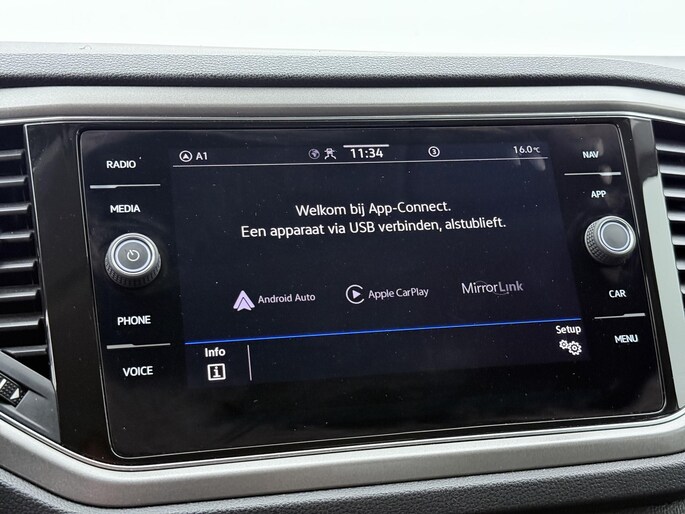 RADIO
MEDIA
PHONE
VOICE
A1
11:34
3
16.0°C
Welkom bij App-Connect.
Een apparaat via USB verbinden, alstublieft.
Android Auto
Apple CarPlay
MirrorLink
Info
Setup
NAV
APP
CAR
MENU